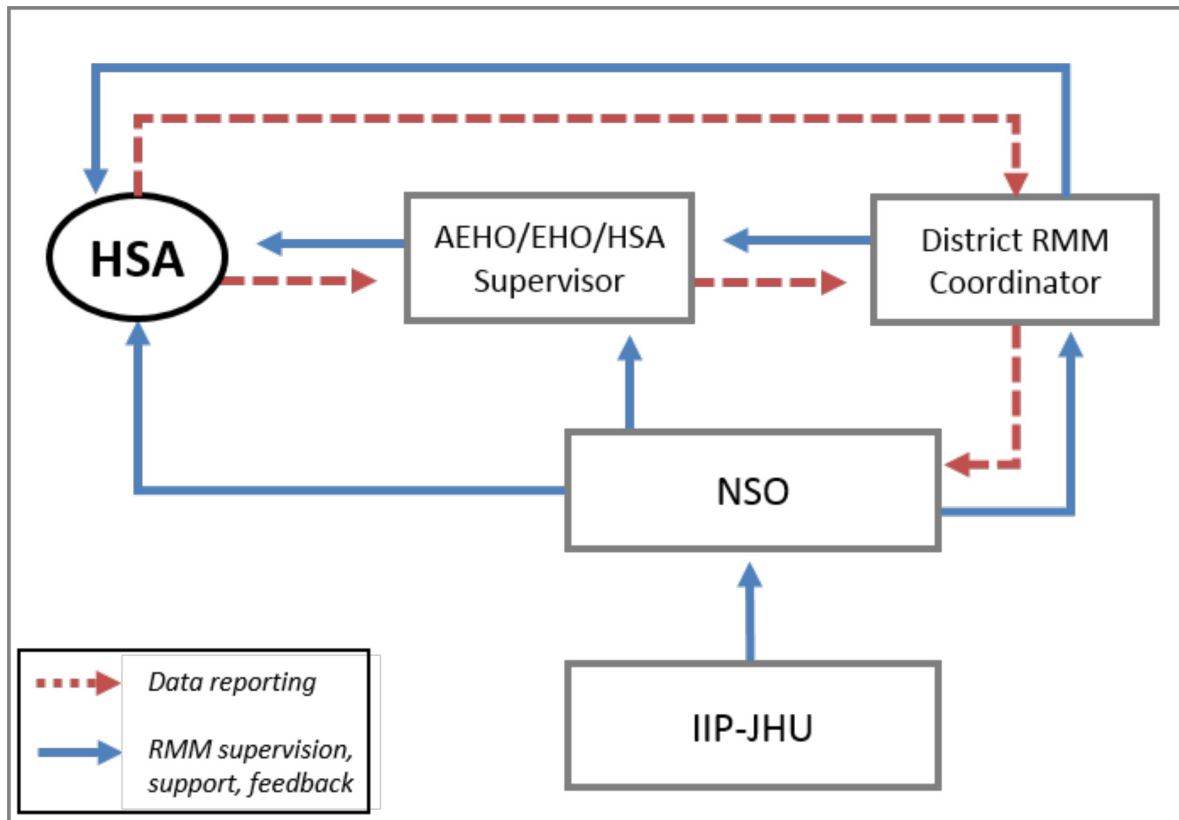 HSA
AEHO/EHO/HSA
Supervisor
District RMM
Coordinator
NSO
IIP-JHU
Data reporting
RMM supervision,
support, feedback